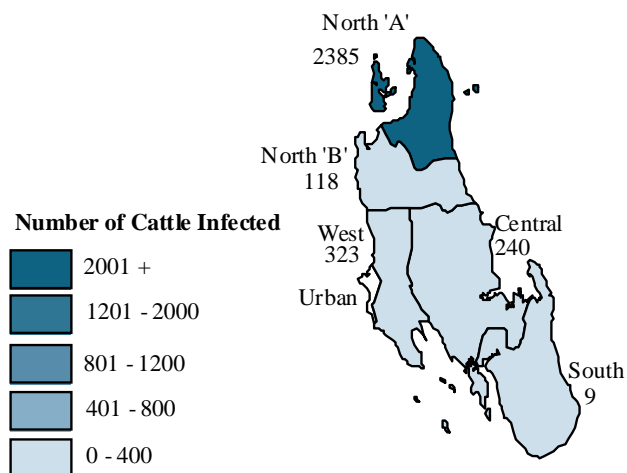 North 'A'
2385
North 'B'
118
Number of Cattle Infected
West
323
Central
240
Urban
South
9
2001 +
1201 - 2000
801 - 1200
401 - 800
0 - 400